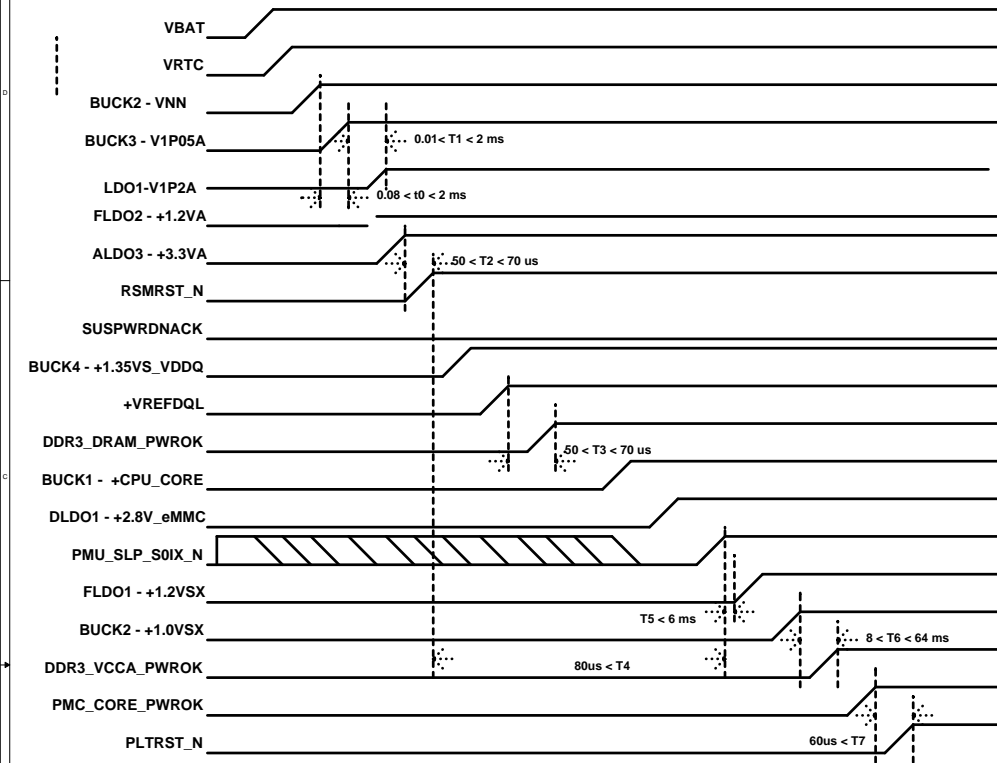 VBAT
VRTC
D
BUCK2 - VNN
BUCK3 - V1P05A
0.01< T1 < 2 ms
LDO1-V1P2A
0.08 < t0 < 2 ms
FLDO2 - +1.2VA
ALDO3 - +3.3VA
50 < T2 < 70 us
RSMRST_N
SUSPWRDNACK
BUCK4 - +1.35VS_VDDQ
+VREFDQL
DDR3_DRAM_PWROK
50 < T3 < 70 us
C
BUCK1 - +CPU_CORE
DLDO1 - +2.8V_eMMC
PMU_SLP_S0IX_N
FLDO1 - +1.2VSX
T5 < 6 ms
BUCK2 - +1.0VSX
8 < T6 < 64 ms
DDR3_VCCA_PWROK
80us < T4
PMC_CORE_PWROK
PLTRST_N
60us < T7